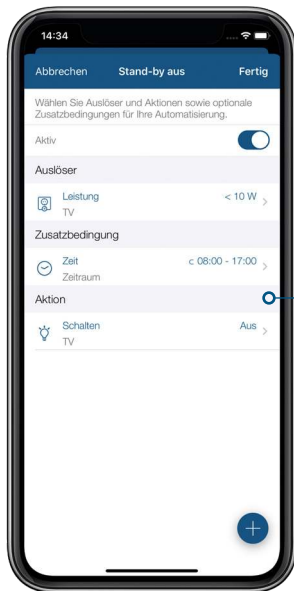 14:34
Abbrechen Stand-by aus Fertig
Wählen Sie Auslöser und Aktionen sowie optionale
Zusatzbedingungen für Ihre Automatisierung.
Aktiv
Auslöser
Leistung < 10 W
TV
Zusatzbedingung
Zeit c 08:00 - 17:00
Zeitraum
Aktion
Schalten Aus
TV